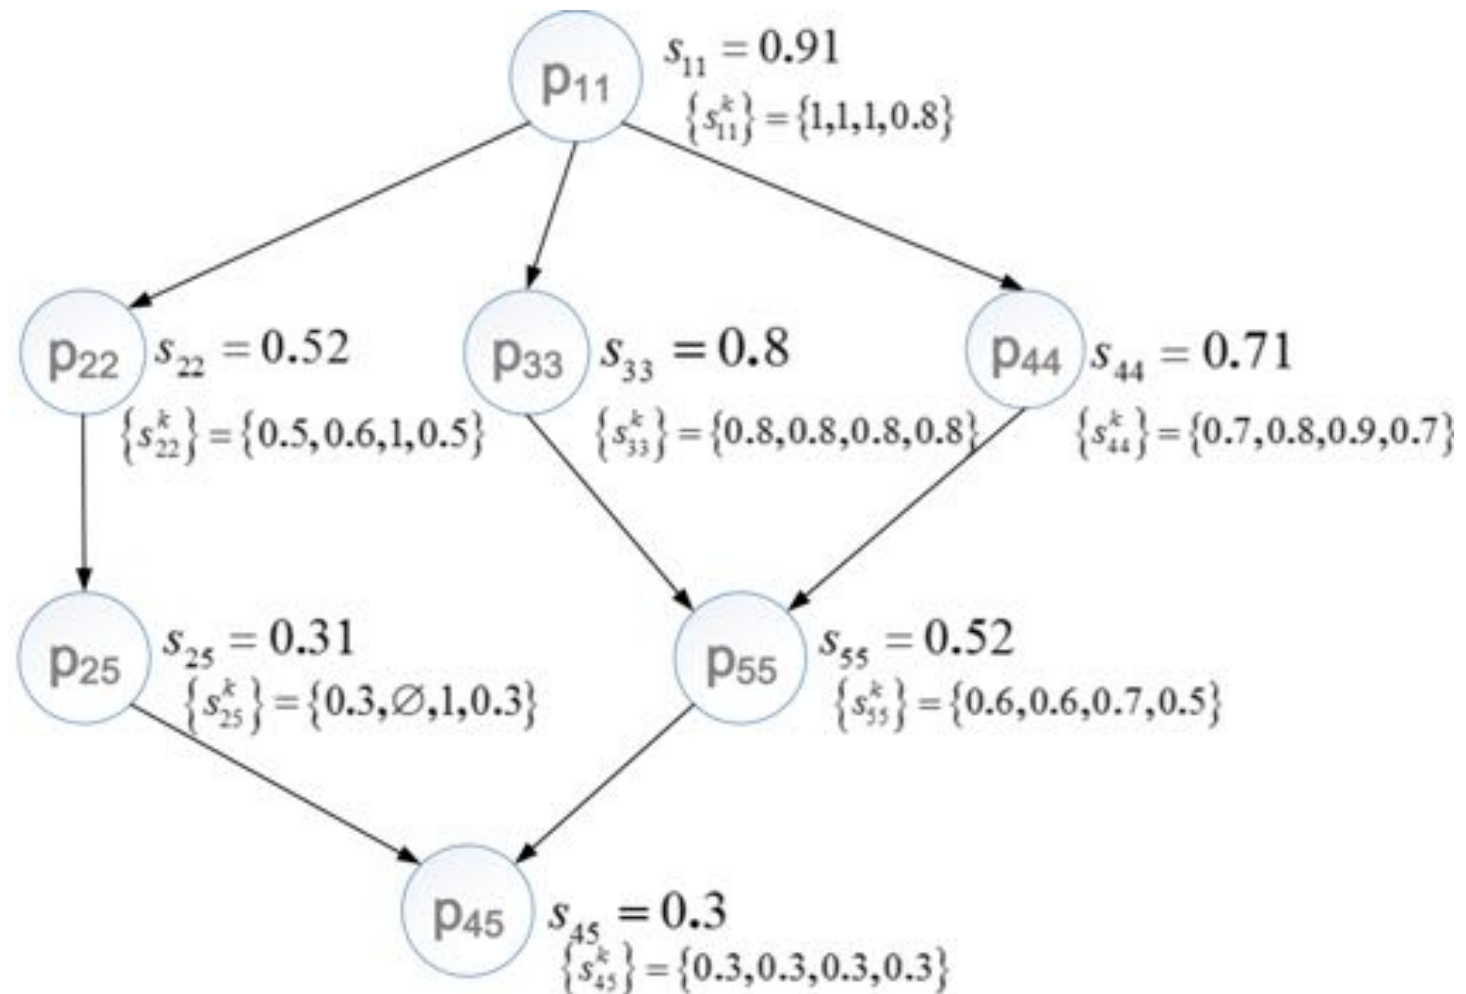 p₁₁ s₁₁ = 0.91
{s₁₁ᵏ} = {1,1,1,0.8}
p₂₂ s₂₂ = 0.52 p₃₃ s₃₃ = 0.8 p₄₄ s₄₄ = 0.71
{s₂₂ᵏ} = {0.5,0.6,1,0.5} {s₃₃ᵏ} = {0.8,0.8,0.8,0.8} {s₄₄ᵏ} = {0.7,0.8,0.9,0.7}
p₂₅ s₂₅ = 0.31 p₅₅ s₅₅ = 0.52
{s₂₅ᵏ} = {0.3,∅,1,0.3} {s₅₅ᵏ} = {0.6,0.6,0.7,0.5}
p₄₅ s₄₅ = 0.3
{s₄₅ᵏ} = {0.3,0.3,0.3,0.3}